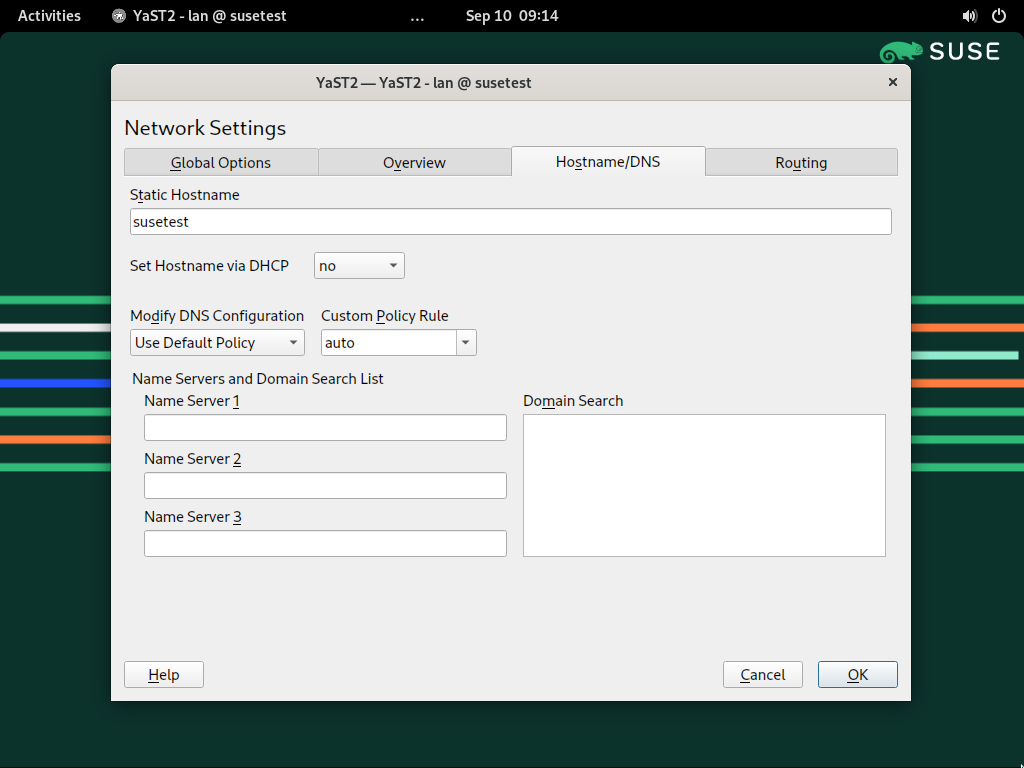 Activities YaST2 - lan @ susetest ... Sep 10 09:14
SUSE
YaST2 — YaST2 - lan @ susetest ×
Network Settings
Global Options Overview Hostname/DNS Routing
Static Hostname
susetest
Set Hostname via DHCP no
Modify DNS Configuration Custom Policy Rule
Use Default Policy auto
Name Servers and Domain Search List
Name Server 1 Domain Search
Name Server 2
Name Server 3
Help Cancel OK